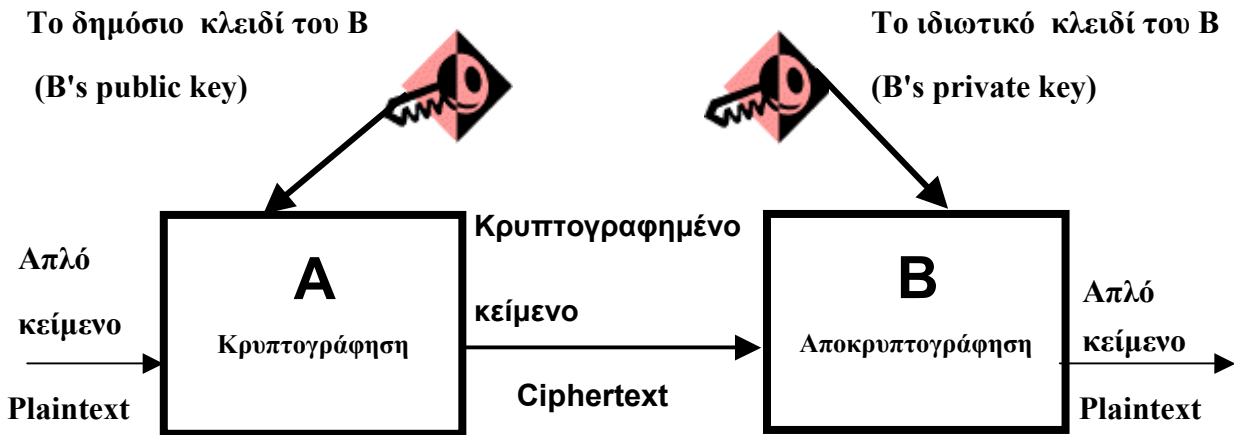 Το δημόσιο κλειδί του Β
(B's public key)
Το ιδιωτικό κλειδί του Β
(B's private key)
Απλό
κείμενο
Plaintext
A
Κρυπτογράφηση
Κρυπτογραφημένο
κείμενο
Ciphertext
B
Αποκρυπτογράφηση
Απλό
κείμενο
Plaintext